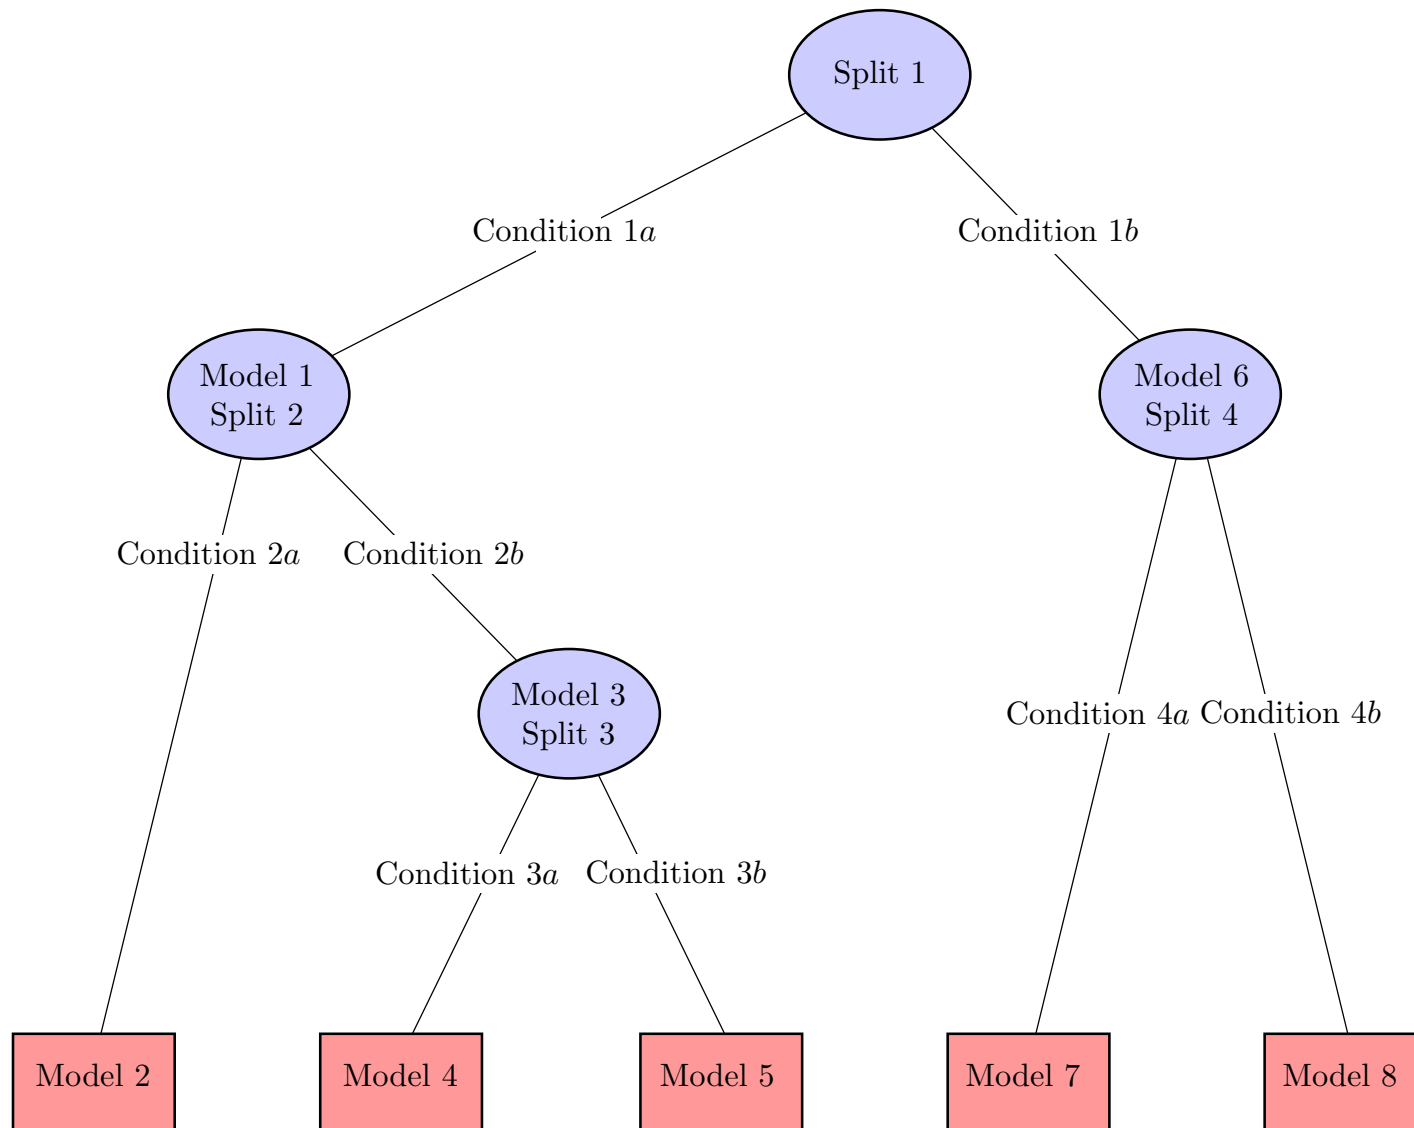 Split 1
Condition 1a
Condition 1b
Model 1
Split 2
Model 6
Split 4
Condition 2a
Condition 2b
Model 3
Split 3
Condition 4a
Condition 4b
Condition 3a
Condition 3b
Model 2
Model 4
Model 5
Model 7
Model 8